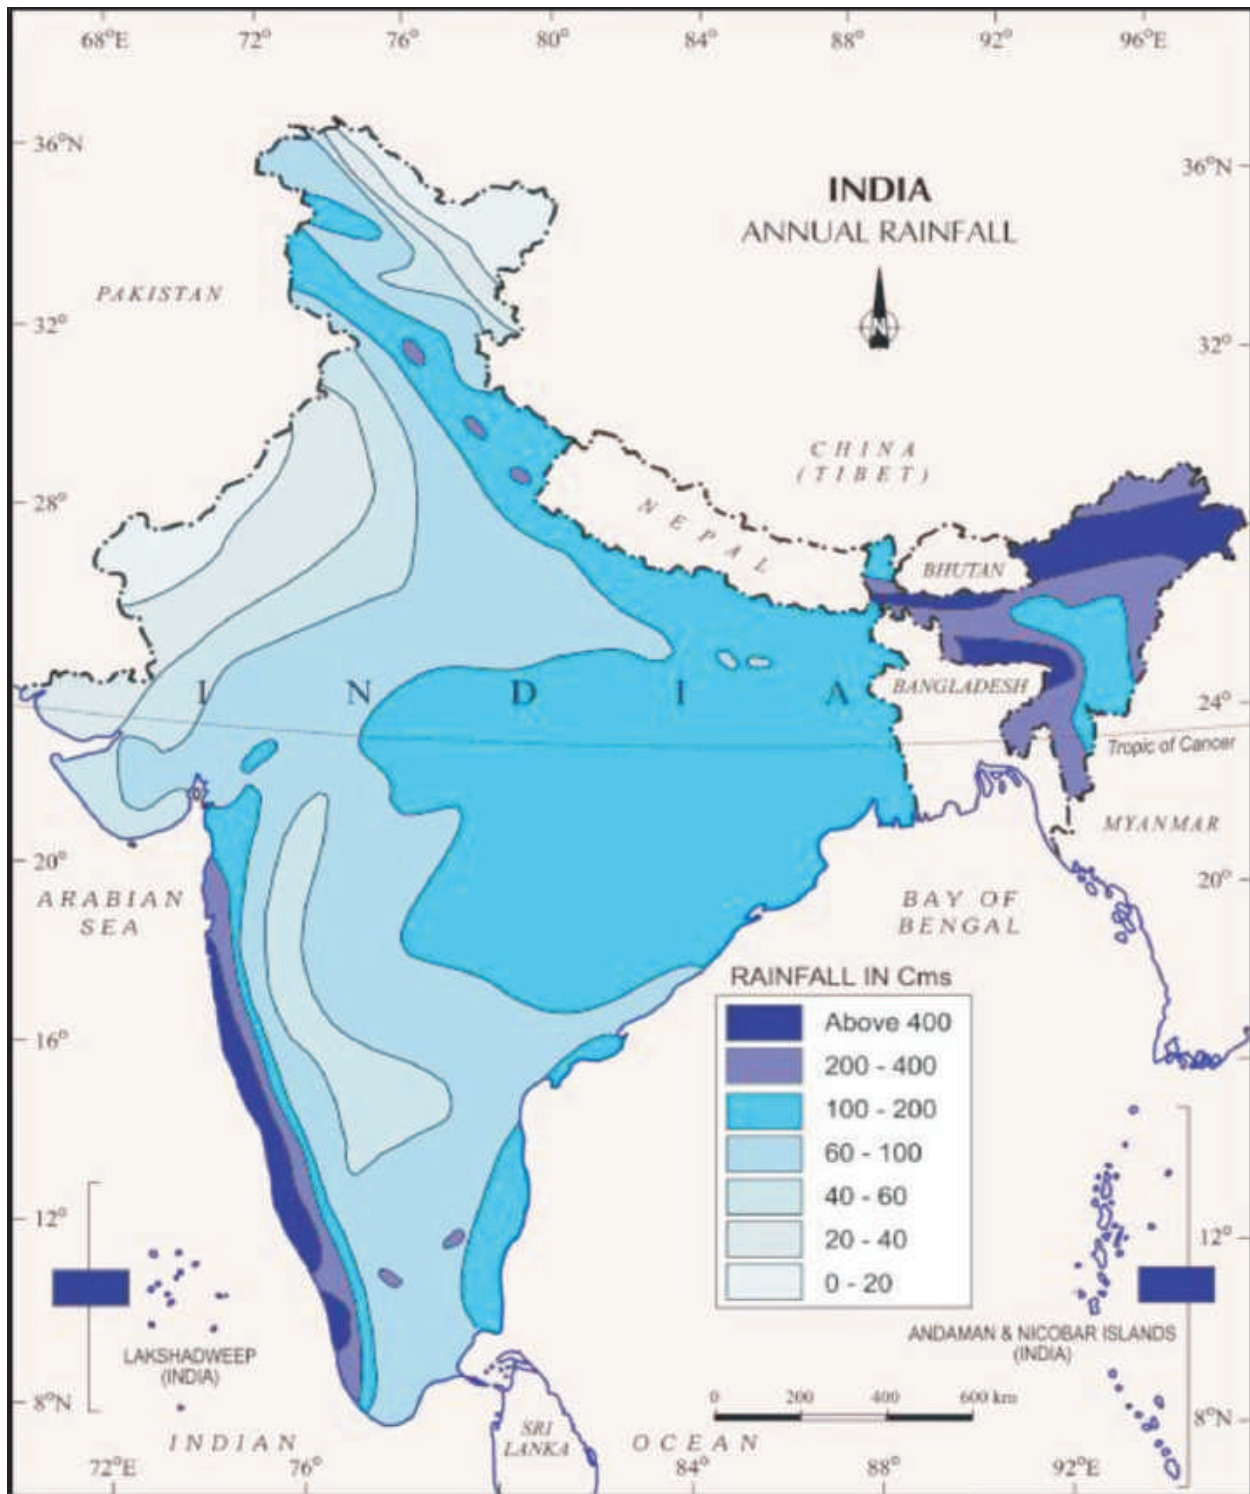 68°E 72° 76° 80° 84° 88° 92° 96°E
36°N
36°N
INDIA
ANNUAL RAINFALL
N
PAKISTAN
32°
32°
CHINA
(TIBET)
28°
NEPAL
BHUTAN
INDIA
BANGLADESH
24°
Tropic of Cancer
MYANMAR
20°
20°
ARABIAN
SEA
BAY OF
BENGAL
RAINFALL IN Cms
Above 400
200 - 400
100 - 200
60 - 100
40 - 60
20 - 40
0 - 20
16°
12°
12°
LAKSHADWEEP
(INDIA)
ANDAMAN & NICOBAR ISLANDS
(INDIA)
0 200 400 600 km
8°N
8°N
SRI
LANKA
INDIAN OCEAN
72°E 76° 84° 88° 92°E